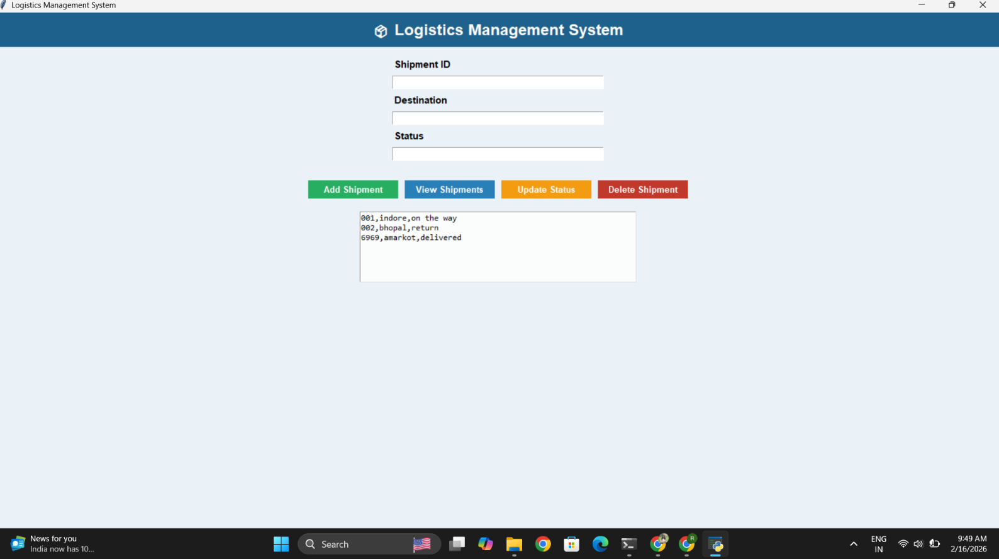 Logistics Management System
Logistics Management System
Shipment ID
Destination
Status
Add Shipment View Shipments Update Status Delete Shipment
001,indore,on the way
002,bhopal,return
6969,amarkot,delivered
News for you
India now has 10...
Search
R
ENG
IN
9:49 AM
2/16/2026